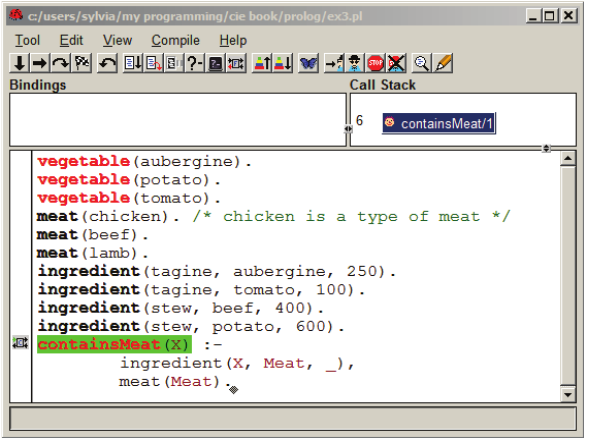 c:/users/sylvia/my programming/cie book/prolog/ex3.pl
Tool Edit View Compile Help
?-
STOP
Bindings
Call Stack
6 containsMeat/1
vegetable(aubergine).
vegetable(potato).
vegetable(tomato).
meat(chicken). /* chicken is a type of meat */
meat(beef).
meat(lamb).
ingredient(tagine, aubergine, 250).
ingredient(tagine, tomato, 100).
ingredient(stew, beef, 400).
ingredient(stew, potato, 600).
containsMeat(X) :-
ingredient(X, Meat, _),
meat(Meat).